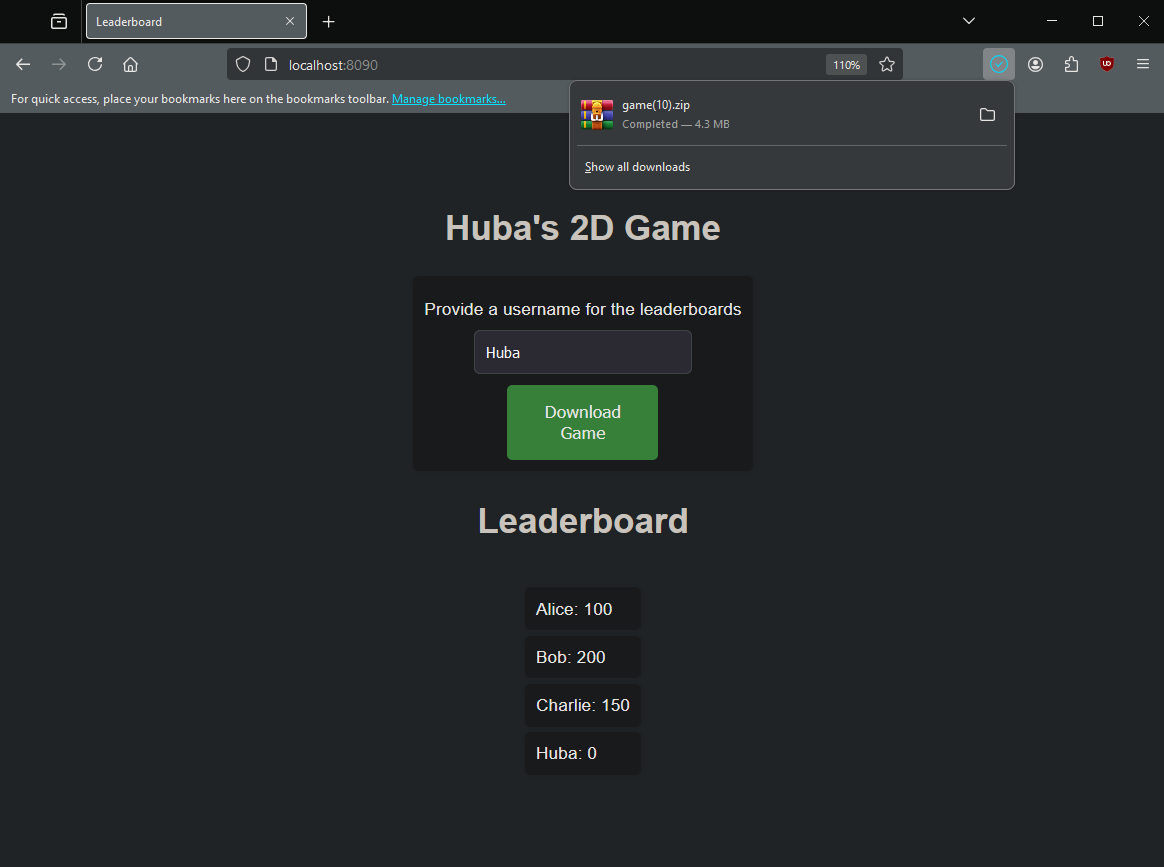 Leaderboard
localhost:8090
110%
For quick access, place your bookmarks here on the bookmarks toolbar. Manage bookmarks...
game(10).zip
Completed — 4.3 MB
Show all downloads
Huba's 2D Game
Provide a username for the leaderboards
Huba
Download
Game
Leaderboard
Alice: 100
Bob: 200
Charlie: 150
Huba: 0